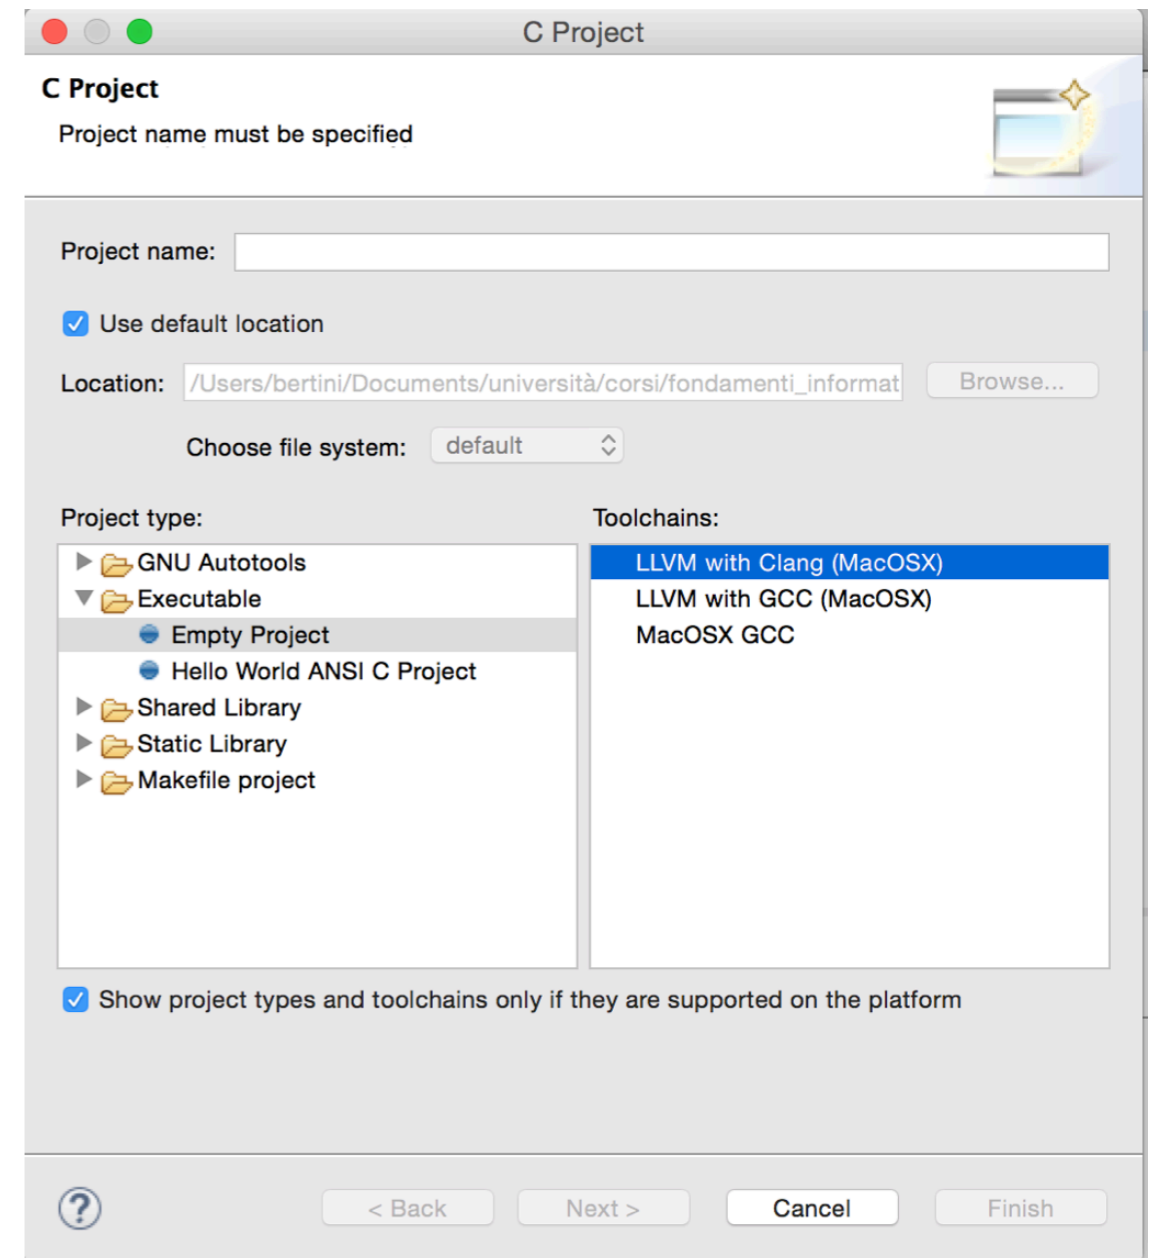 C Project
C Project
Project name must be specified
Project name:
Use default location
Location: /Users/bertini/Documents/università/corsi/fondamenti_informat Browse...
Choose file system: default
Project type: Toolchains:
GNU Autotools LLVM with Clang (MacOSX)
Executable LLVM with GCC (MacOSX)
Empty Project MacOSX GCC
Hello World ANSI C Project
Shared Library
Static Library
Makefile project
Show project types and toolchains only if they are supported on the platform
? < Back Next > Cancel Finish